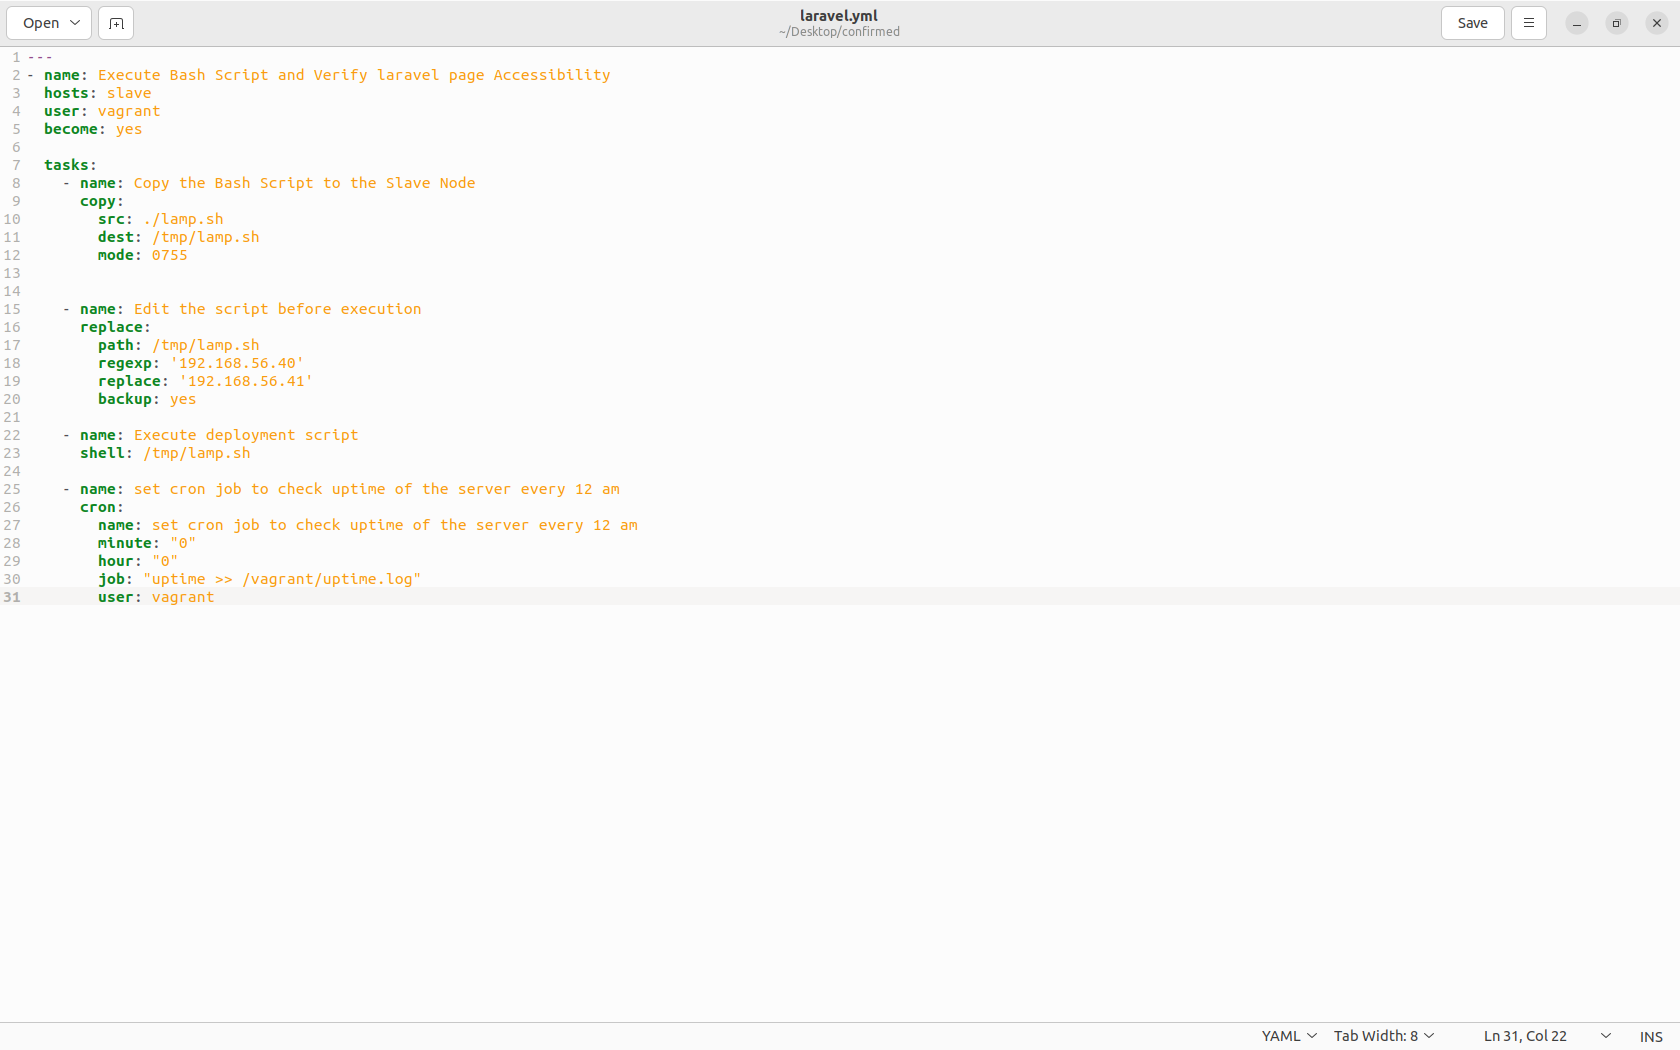 Open
laravel.yml
~/Desktop/confirmed
Save
1 ---
2 - name: Execute Bash Script and Verify laravel page Accessibility
3   hosts: slave
4   user: vagrant
5   become: yes
6
7   tasks:
8     - name: Copy the Bash Script to the Slave Node
9       copy:
10         src: ./lamp.sh
11         dest: /tmp/lamp.sh
12         mode: 0755
13
14
15     - name: Edit the script before execution
16       replace:
17         path: /tmp/lamp.sh
18         regexp: '192.168.56.40'
19         replace: '192.168.56.41'
20         backup: yes
21
22     - name: Execute deployment script
23       shell: /tmp/lamp.sh
24
25     - name: set cron job to check uptime of the server every 12 am
26       cron:
27         name: set cron job to check uptime of the server every 12 am
28         minute: "0"
29         hour: "0"
30         job: "uptime >> /vagrant/uptime.log"
31         user: vagrant
YAML Tab Width: 8 Ln 31, Col 22 INS